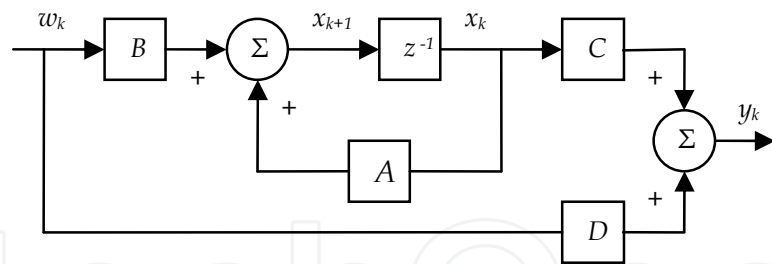 w_k B Σ x_{k+1} z^{-1} x_k C
+ + +
A Σ y_k
+
D